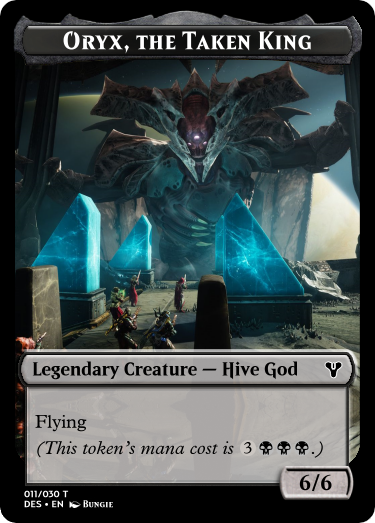 Oryx, the Taken King
Legendary Creature — Hive God
Flying
(This token's mana cost is 3.)
6/6
011/030 T
DES • EN Bungie